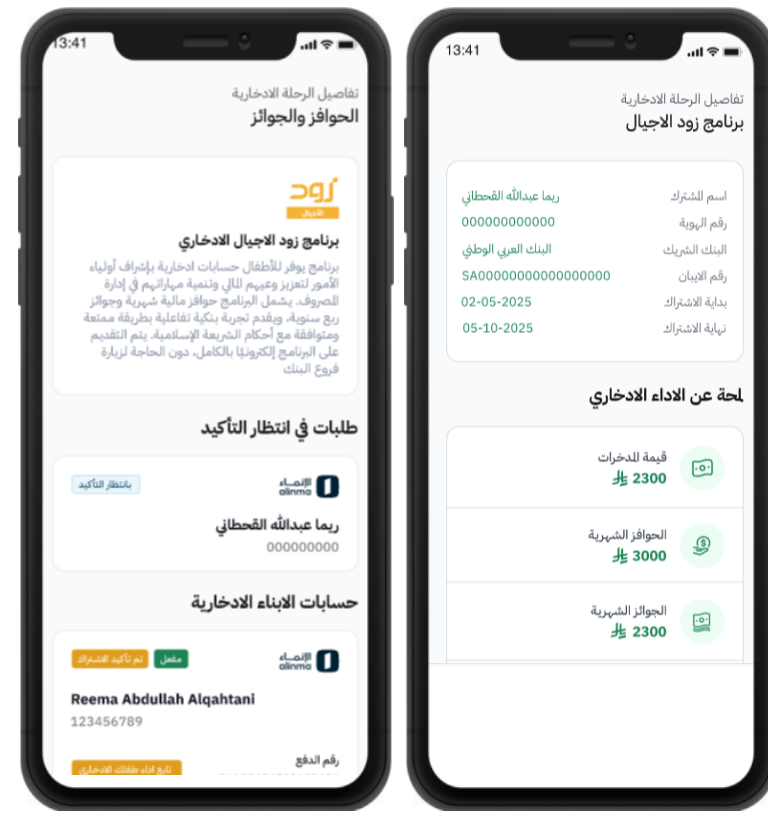 13:41
تفاصيل الرحلة الادخارية
الحوافز والجوائز
زود
الأجيال
برنامج زود الاجيال الادخاري
برنامج يوفر للأطفال حسابات ادخارية بإشراف أولياء
الأمور لتعزيز وعيهم المالي وتنمية مهاراتهم في إدارة
المصروف. يشمل البرنامج حوافز مالية شهرية وجوائز
ربع سنوية، ويقدم تجربة بنكية تفاعلية بطريقة ممتعة
ومتوافقة مع أحكام الشريعة الإسلامية. يتم التقديم
على البرنامج إلكترونيًا بالكامل، دون الحاجة لزيارة
فروع البنك
طلبات في انتظار التأكيد
الإنماء
alinma
بانتظار التأكيد
ريما عبدالله القحطاني
000000000
حسابات الابناء الادخارية
الإنماء
alinma
مفعل
تم تأكيد الاشتراك
Reema Abdullah Alqahtani
123456789
رقم الدفع
تابع اداء طفلك الادخاري
13:41
تفاصيل الرحلة الادخارية
برنامج زود الاجيال
اسم المشترك ريما عبدالله القحطاني
رقم الهوية 000000000000
البنك الشريك البنك العربي الوطني
رقم الايبان SA00000000000000000
بداية الاشتراك 02-05-2025
نهاية الاشتراك 05-10-2025
لمحة عن الاداء الادخاري
قيمة المدخرات
2300
الحوافز الشهرية
3000
الجوائز الشهرية
2300